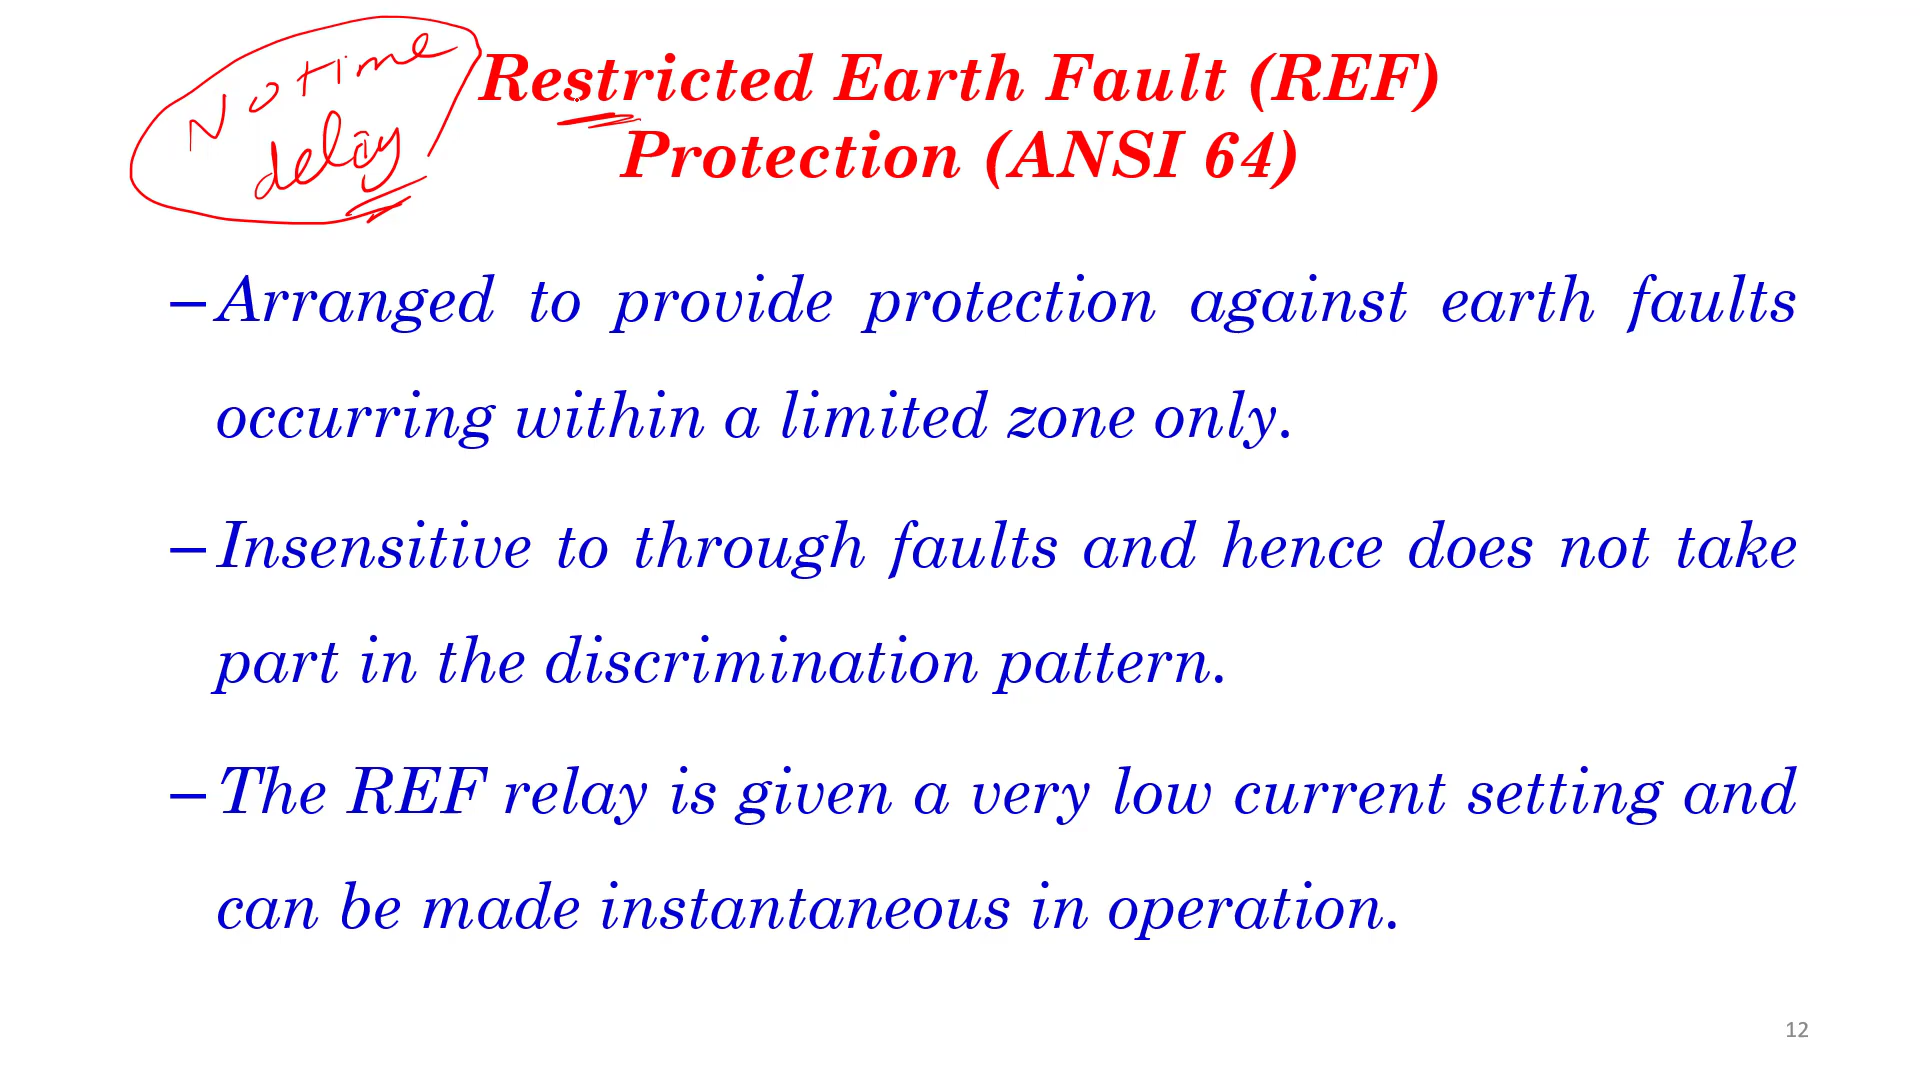 No time
delay
Restricted Earth Fault (REF)
Protection (ANSI 64)
–Arranged to provide protection against earth faults
occurring within a limited zone only.
–Insensitive to through faults and hence does not take
part in the discrimination pattern.
–The REF relay is given a very low current setting and
can be made instantaneous in operation.
12